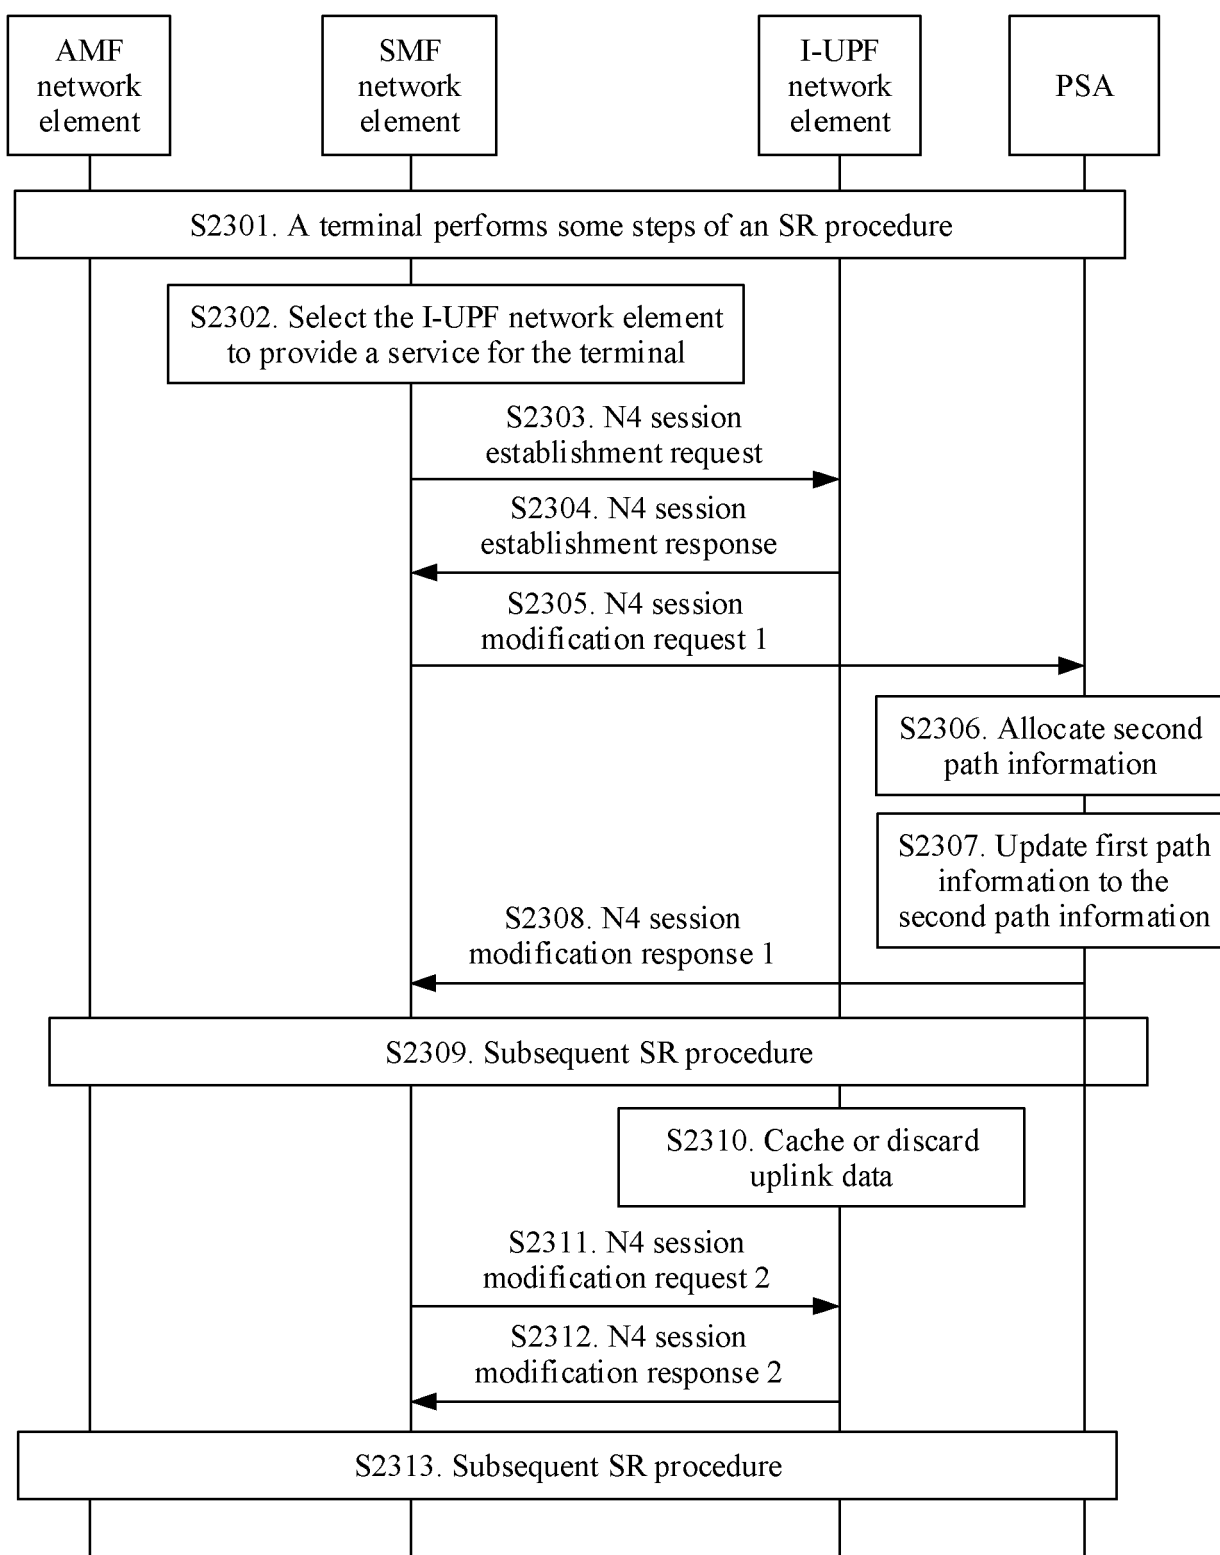 AMF
network
element
SMF
network
element
I-UPF
network
element
PSA
S2301. A terminal performs some steps of an SR procedure
S2302. Select the I-UPF network element
to provide a service for the terminal
S2303. N4 session
establishment request
S2304. N4 session
establishment response
S2305. N4 session
modification request 1
S2306. Allocate second
path information
S2307. Update first path
information to the
second path information
S2308. N4 session
modification response 1
S2309. Subsequent SR procedure
S2310. Cache or discard
uplink data
S2311. N4 session
modification request 2
S2312. N4 session
modification response 2
S2313. Subsequent SR procedure